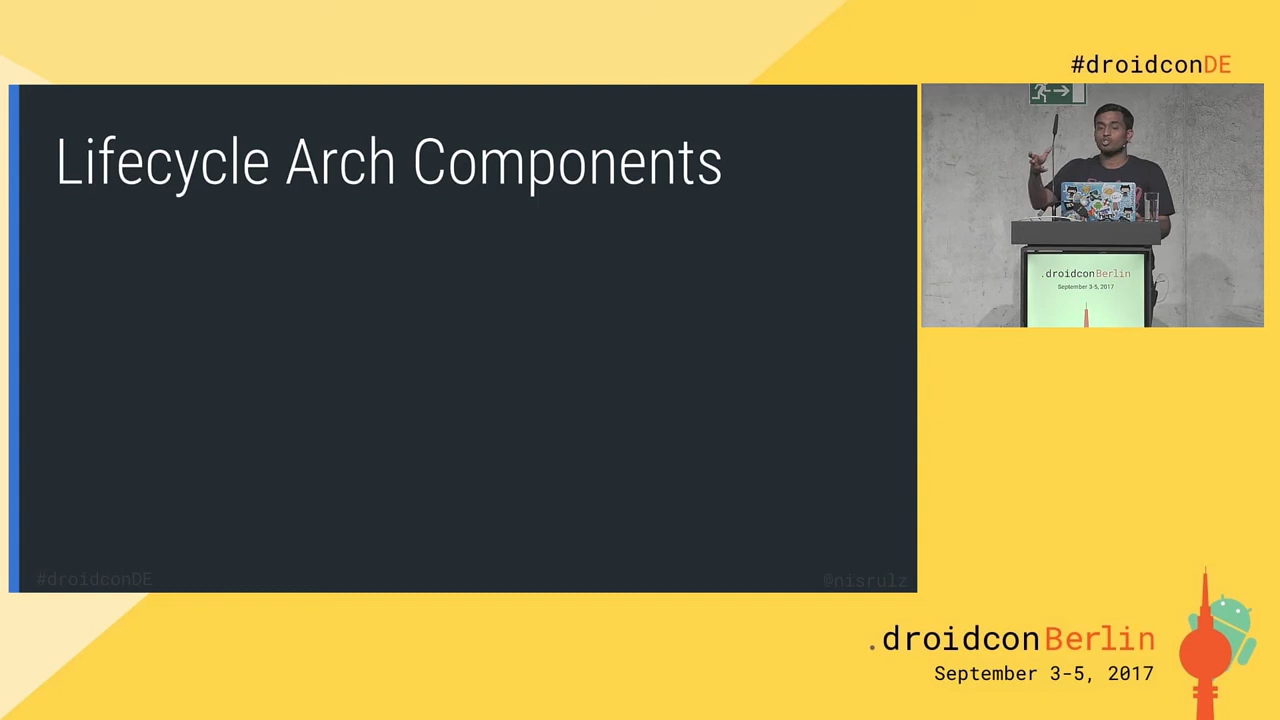 #droidconDE
Lifecycle Arch Components
.droidconBerlin
September 3-5, 2017
#droidconDE
@nisrulz
.droidconBerlin
September 3-5, 2017